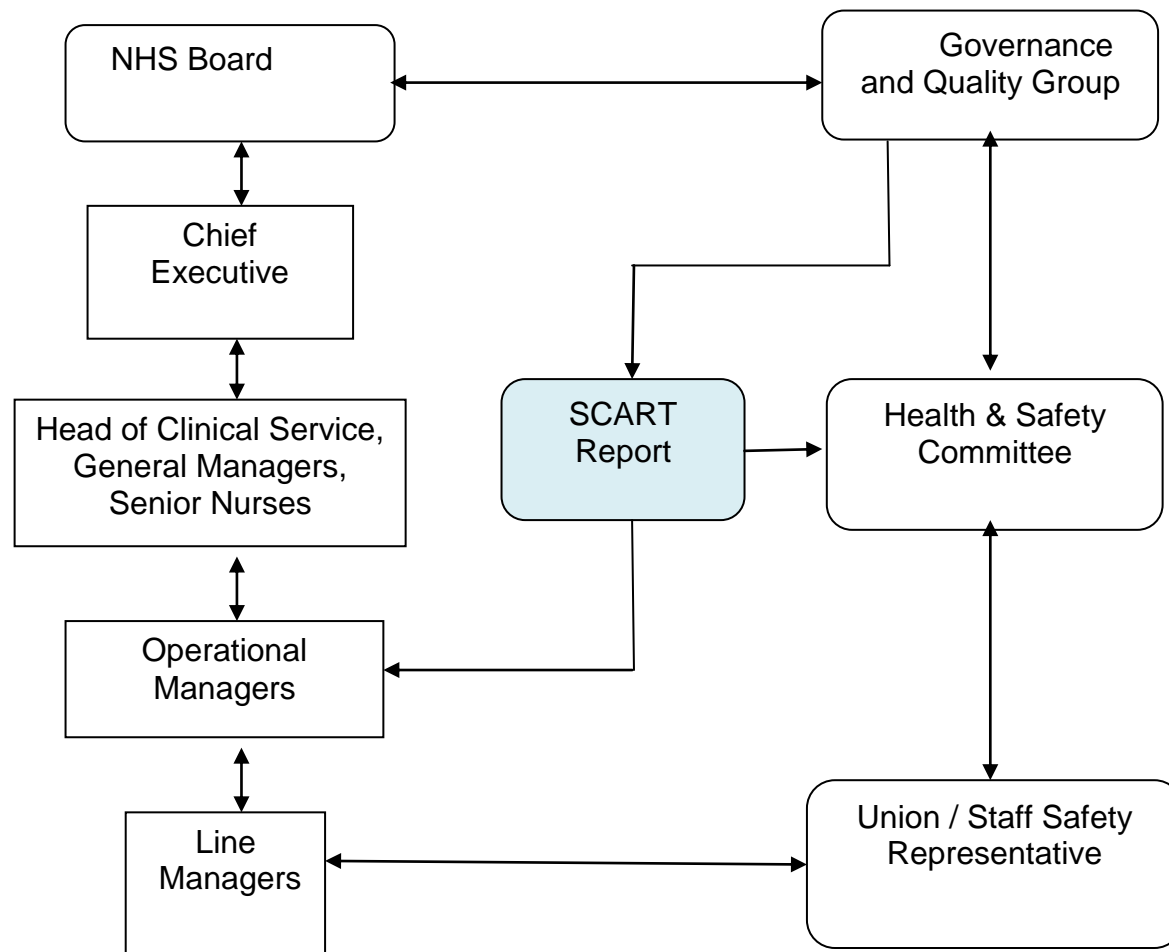 NHS Board
Governance
and Quality Group
Chief
Executive
Head of Clinical Service,
General Managers,
Senior Nurses
SCART
Report
Health & Safety
Committee
Operational
Managers
Line
Managers
Union / Staff Safety
Representative